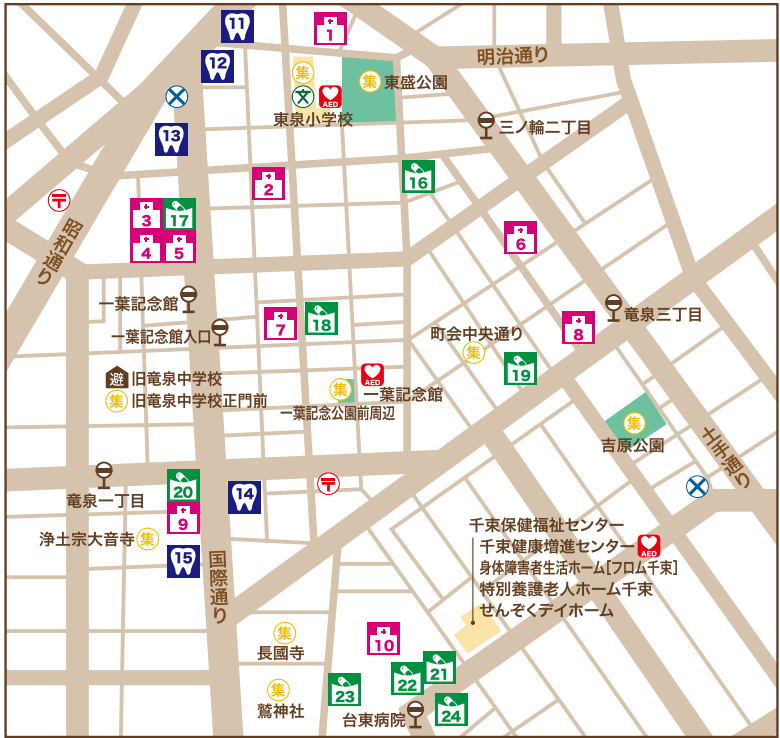 11
1
明治通り
12
集
集
東盛公園
文
AED
東泉小学校
三ノ輪二丁目
13
16
2
3
17
昭和通り
4
5
6
一葉記念館
竜泉三丁目
一葉記念館入口
7
18
8
町会中央通り
集
19
避
旧竜泉中学校
集
旧竜泉中学校正門前
AED
集
一葉記念館
一葉記念公園前周辺
集
吉原公園
土手通り
竜泉一丁目
20
14
9
浄土宗大音寺
集
15
国際通り
千束保健福祉センター
千束健康増進センター
AED
身体障害者生活ホーム[フロム千束]
特別養護老人ホーム千束
せんぞくデイホーム
集
長國寺
10
集
鷲神社
23
22
21
24
台東病院